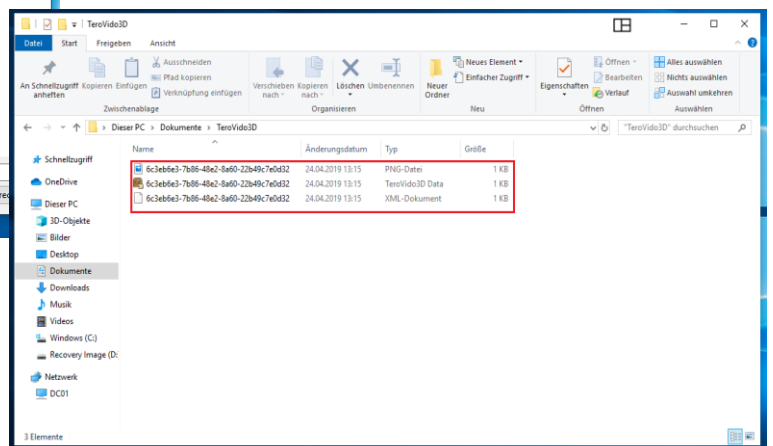 TeroVido3D
Datei Start Freigeben Ansicht
An Schnellzugriff anheften
Kopieren
Einfügen
Ausschneiden
Pfad kopieren
Verknüpfung einfügen
Zwischenablage
Verschieben nach
Kopieren nach
Löschen
Umbenennen
Organisieren
Neuer Ordner
Neues Element
Einfacher Zugriff
Neu
Eigenschaften
Öffnen
Bearbeiten
Verlauf
Öffnen
Alles auswählen
Nichts auswählen
Auswahl umkehren
Auswählen
Dieser PC > Dokumente > TeroVido3D
"TeroVido3D" durchsuchen
Name Änderungsdatum Typ Größe
6c3eb6e3-7b86-48e2-8a60-22b49c7e0d32 24.04.2019 13:15 PNG-Datei 1 KB
6c3eb6e3-7b86-48e2-8a60-22b49c7e0d32 24.04.2019 13:15 TeroVido3D Data 1 KB
6c3eb6e3-7b86-48e2-8a60-22b49c7e0d32 24.04.2019 13:15 XML-Dokument 1 KB
Schnellzugriff
OneDrive
Dieser PC
3D-Objekte
Bilder
Desktop
Dokumente
Downloads
Musik
Videos
Windows (C:)
Recovery Image (D:
Netzwerk
DC01
3 Elemente